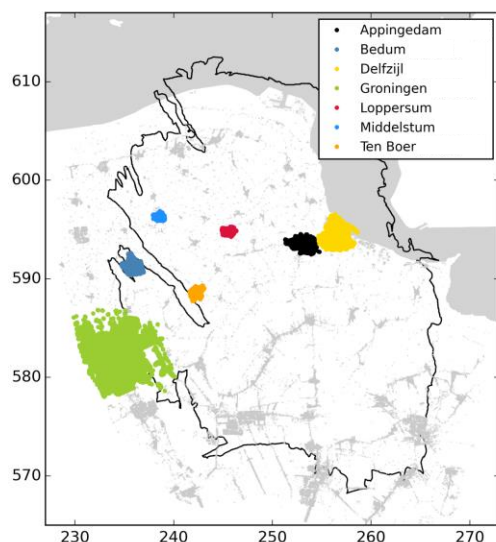 Appingedam
Bedum
Delfzijl
Groningen
Loppersum
Middelstum
Ten Boer
610
600
590
580
570
230 240 250 260 270